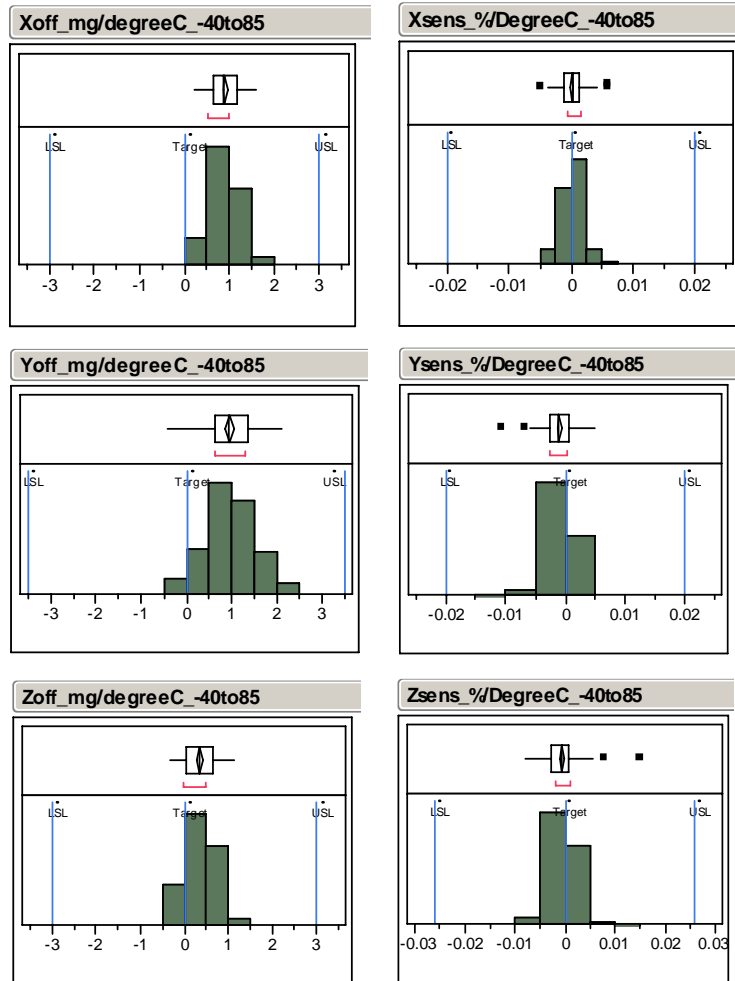 Xoff_mg/degreeC_-40to85
LSL Target USL
-3 -2 -1 0 1 2 3
Xsens_%/DegreeC_-40to85
LSL Target USL
-0.02 -0.01 0 0.01 0.02
Yoff_mg/degreeC_-40to85
LSL Target USL
-3 -2 -1 0 1 2 3
Ysens_%/DegreeC_-40to85
LSL Target USL
-0.02 -0.01 0 0.01 0.02
Zoff_mg/degreeC_-40to85
LSL Target USL
-3 -2 -1 0 1 2 3
Zsens_%/DegreeC_-40to85
LSL Target USL
-0.03 -0.02 -0.01 0 0.01 0.02 0.03